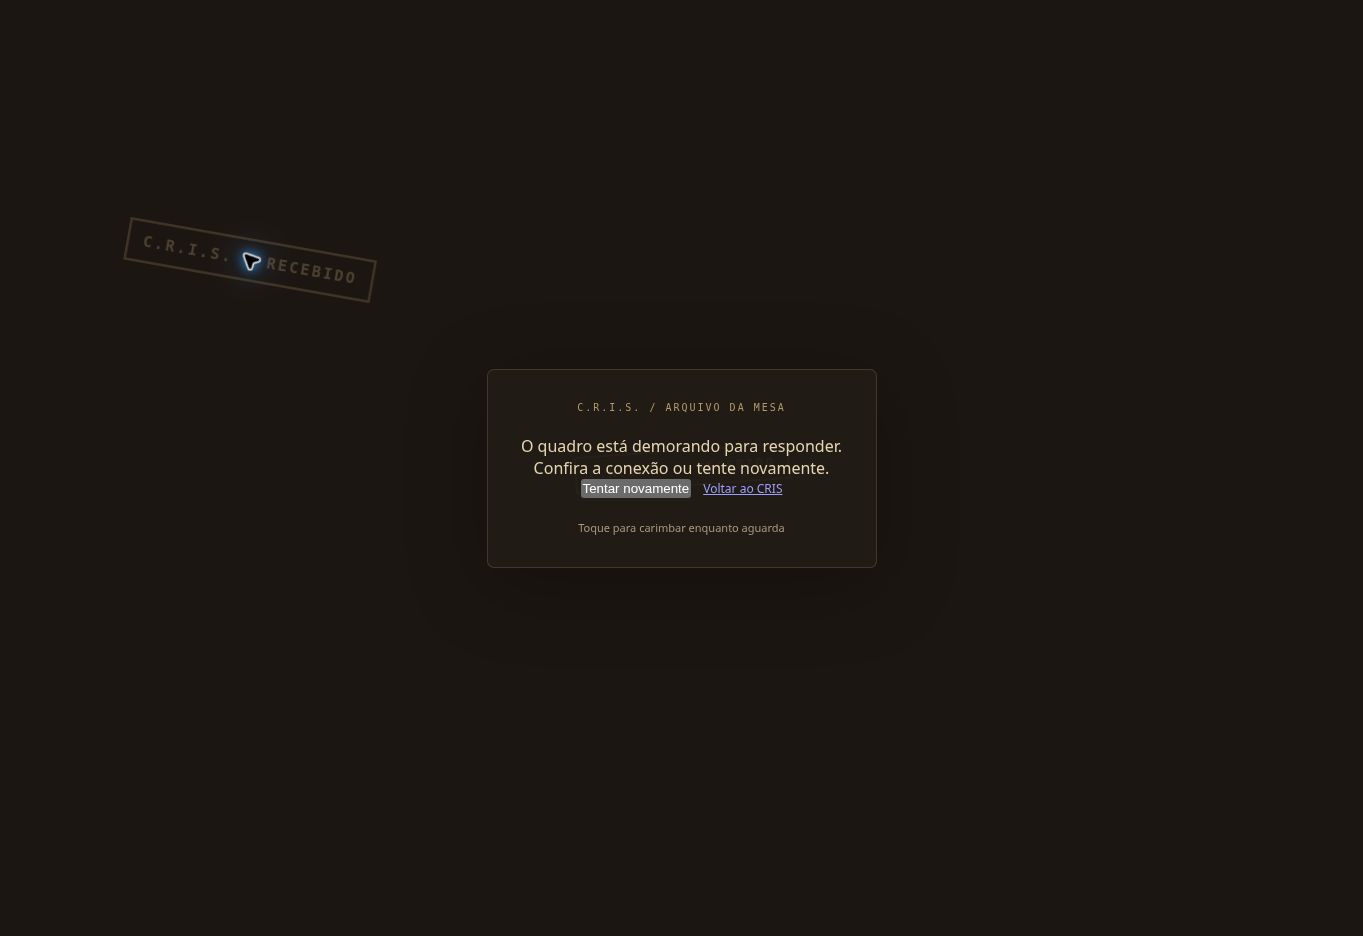 C.R.I.S. RECEBIDO
C.R.I.S. / ARQUIVO DA MESA
O quadro está demorando para responder.
Confira a conexão ou tente novamente.
Tentar novamente Voltar ao CRIS
Toque para carimbar enquanto aguarda